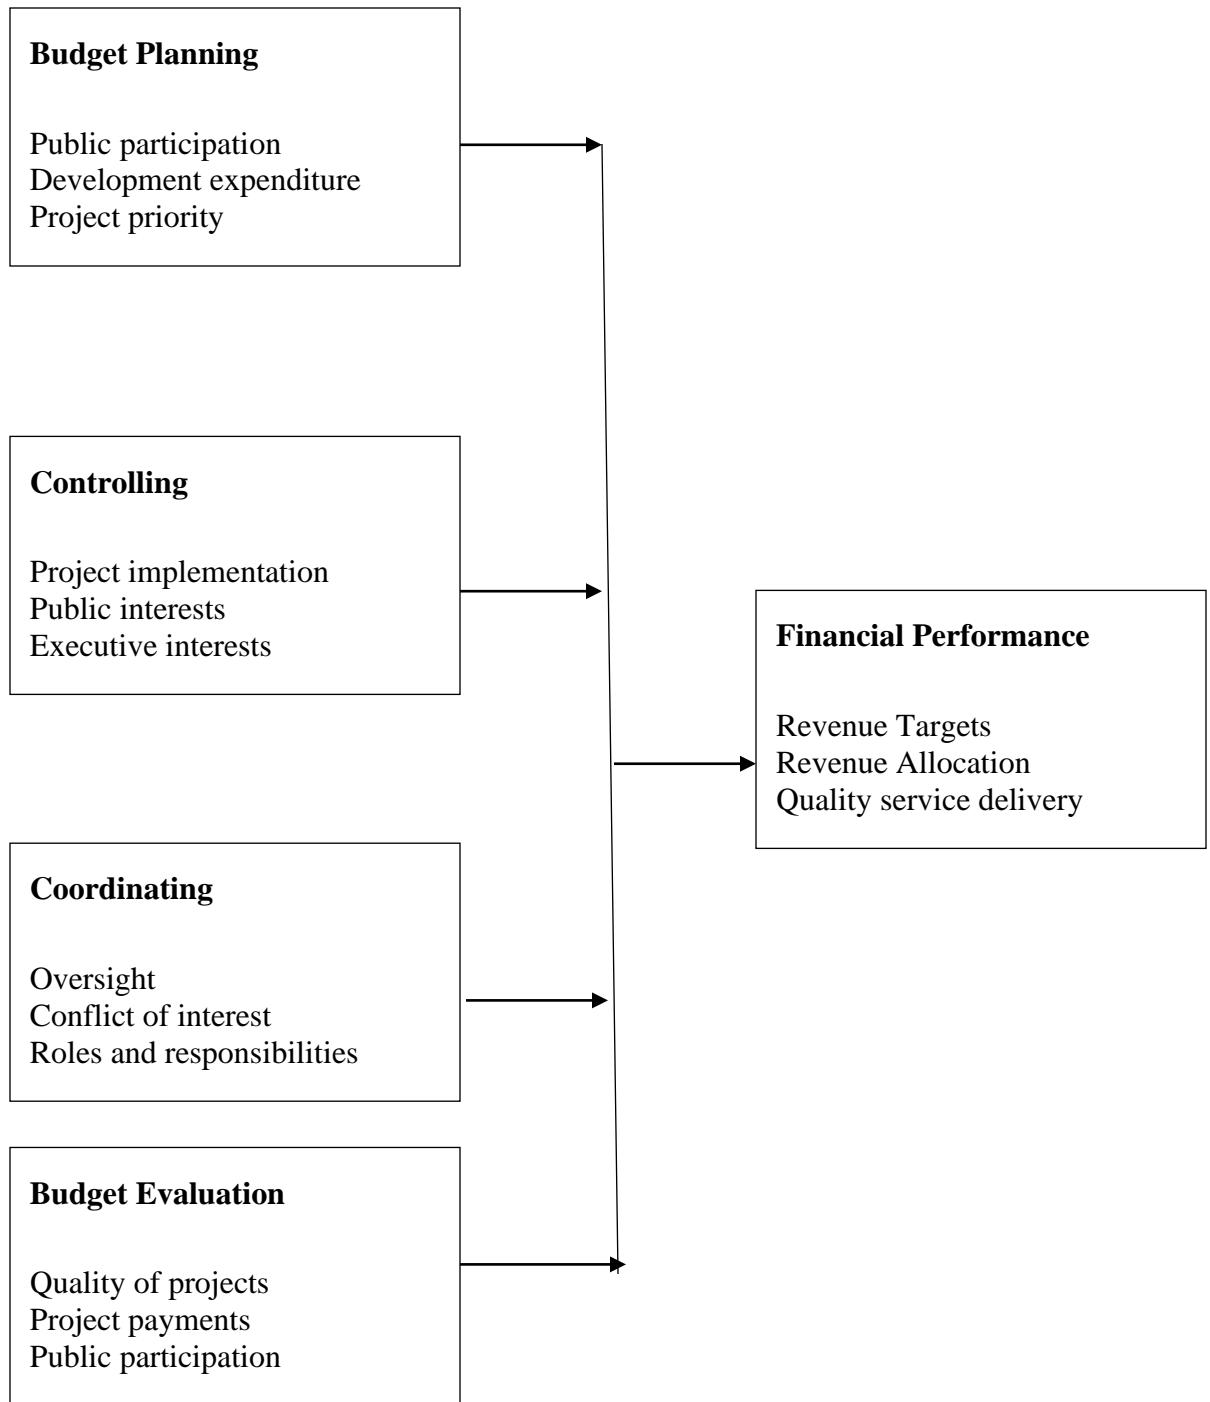 Budget Planning
Public participation
Development expenditure
Project priority
Controlling
Project implementation
Public interests
Executive interests
Financial Performance
Revenue Targets
Revenue Allocation
Quality service delivery
Coordinating
Oversight
Conflict of interest
Roles and responsibilities
Budget Evaluation
Quality of projects
Project payments
Public participation